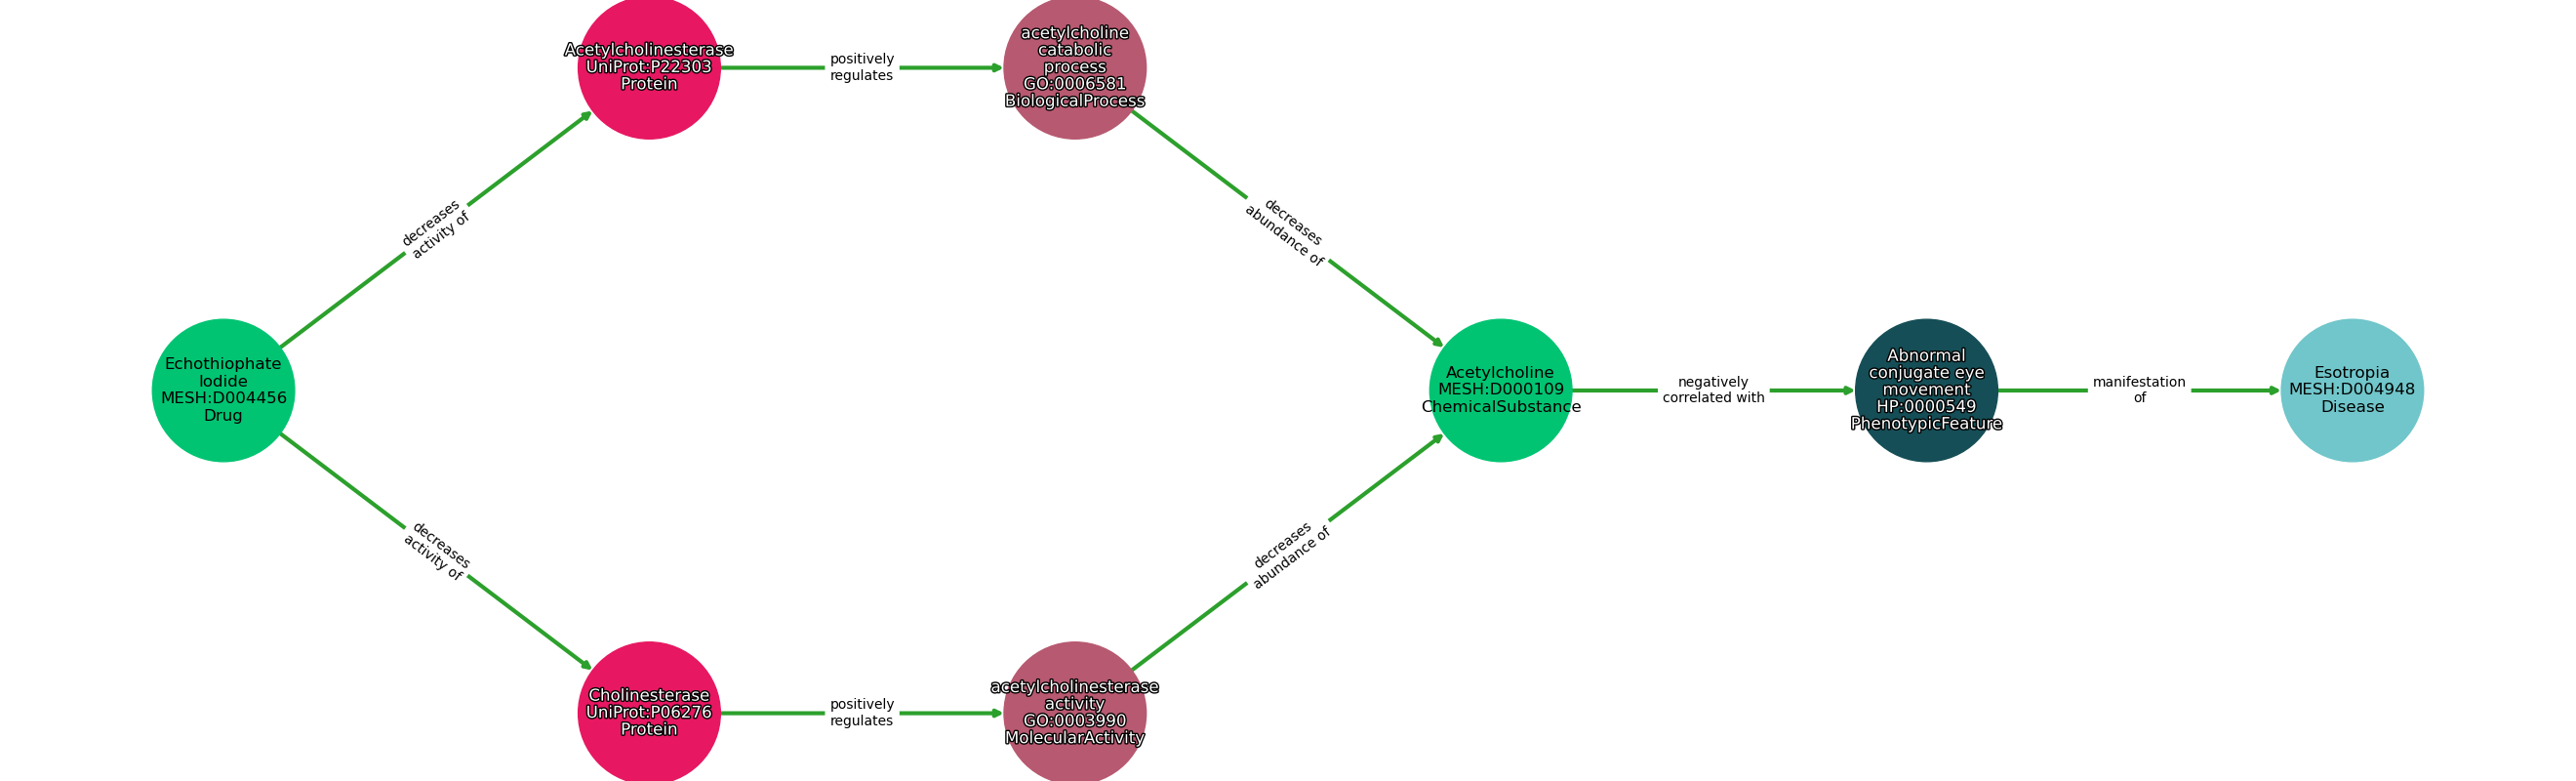 Acetylcholinesterase
UniProt:P22303
Protein
positively
regulates
acetylcholine
catabolic
process
GO:0006581
BiologicalProcess
decreases
activity of
decreases
abundance of
Echothiophate
Iodide
MESH:D004456
Drug
Acetylcholine
MESH:D000109
ChemicalSubstance
negatively
correlated with
Abnormal
conjugate eye
movement
HP:0000549
PhenotypicFeature
manifestation
of
Esotropia
MESH:D004948
Disease
decreases
activity of
decreases
abundance of
Cholinesterase
UniProt:P06276
Protein
positively
regulates
acetylcholinesterase
activity
GO:0003990
MolecularActivity